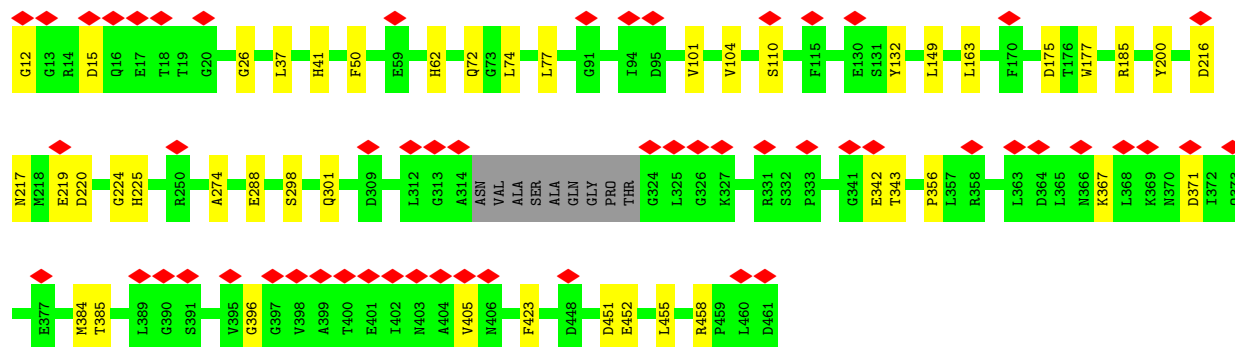 G12 G13 R14 D15 Q16 E17 T18 T19 G20 G26 L37 H41 F50 E59 H62 Q72 G73 L74 L77 G91 I94 D95 V101 V104 S110 F115 E130 S131 Y132 L149 L163 F170 D175 T176 W177 R185 Y200 D216
N217 M218 E219 D220 G224 H225 R250 A274 E288 S298 Q301 D309 L312 G313 A314 ASN VAL ALA SER ALA GLN GLY PRO THR G324 L325 G326 K327 R331 S332 P333 G341 E342 T343 P356 L357 R358 L363 D364 L365 N366 K367 L368 K369 N370 D371 I372
E377 M384 T385 L389 G390 S391 V395 G396 G397 V398 A399 T400 E401 I402 N403 A404 V405 N406 F423 D448 D451 E452 L455 R458 P459 L460 D461